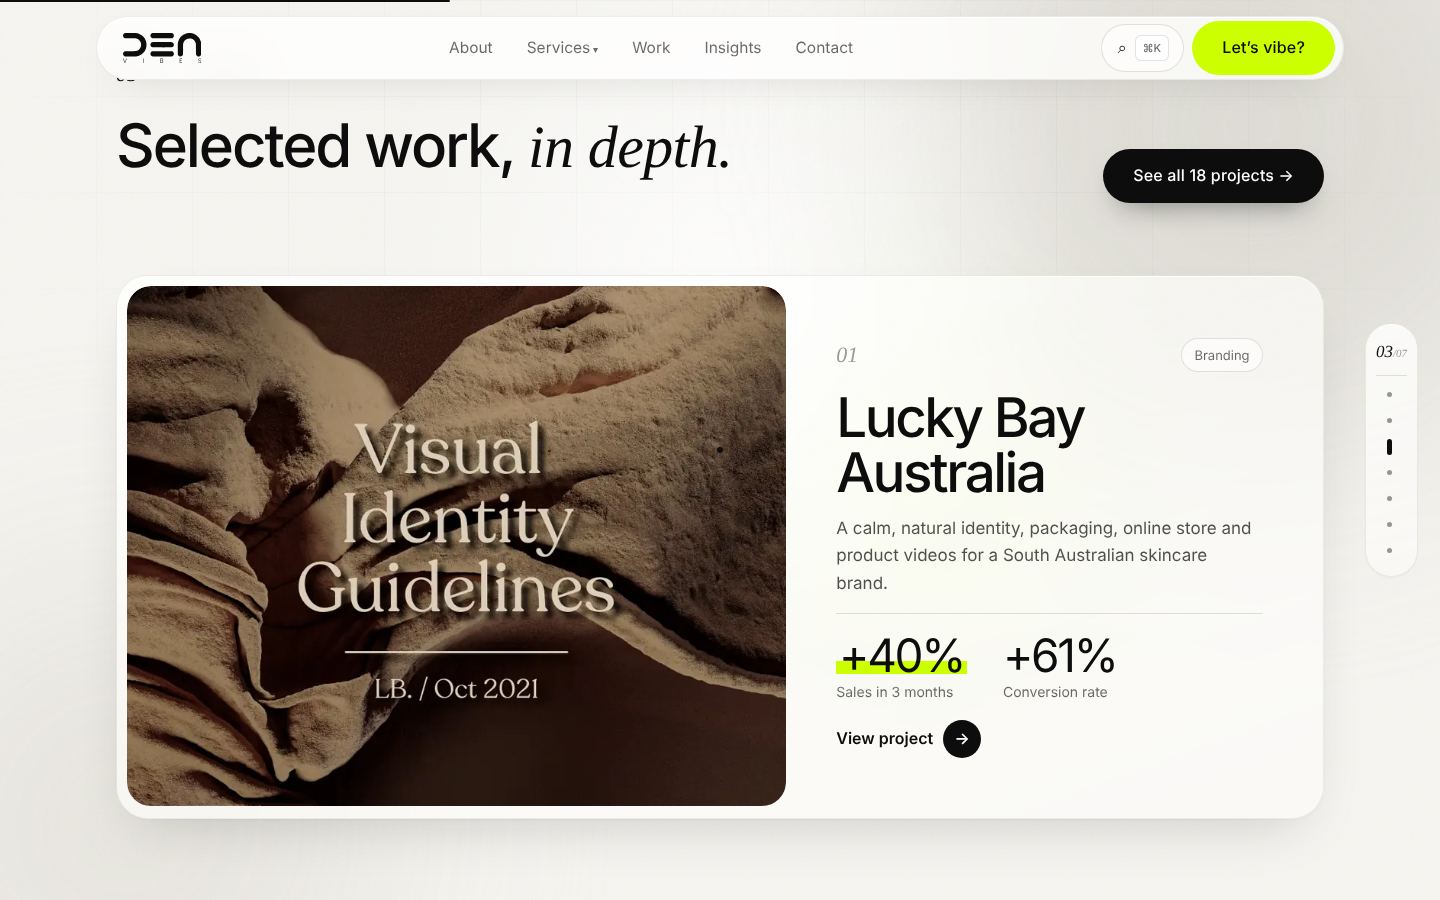 DEN
VIBES
About
Services ▾
Work
Insights
Contact
⌘K
Let's vibe?
Selected work, in depth.
See all 18 projects →
Visual
Identity
Guidelines
LB. / Oct 2021
01
Branding
Lucky Bay
Australia
A calm, natural identity, packaging, online store and
product videos for a South Australian skincare
brand.
+40%
Sales in 3 months
+61%
Conversion rate
View project →
03/07